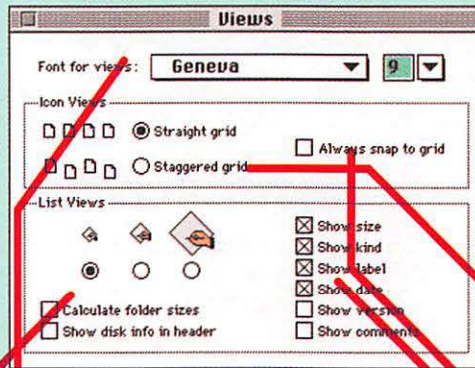 Views
Font for views: Geneva 9
Icon Views
Straight grid
Staggered grid
Always snap to grid
List Views
Show size
Show kind
Show label
Show date
Show version
Show comments
Calculate folder sizes
Show disk info in header